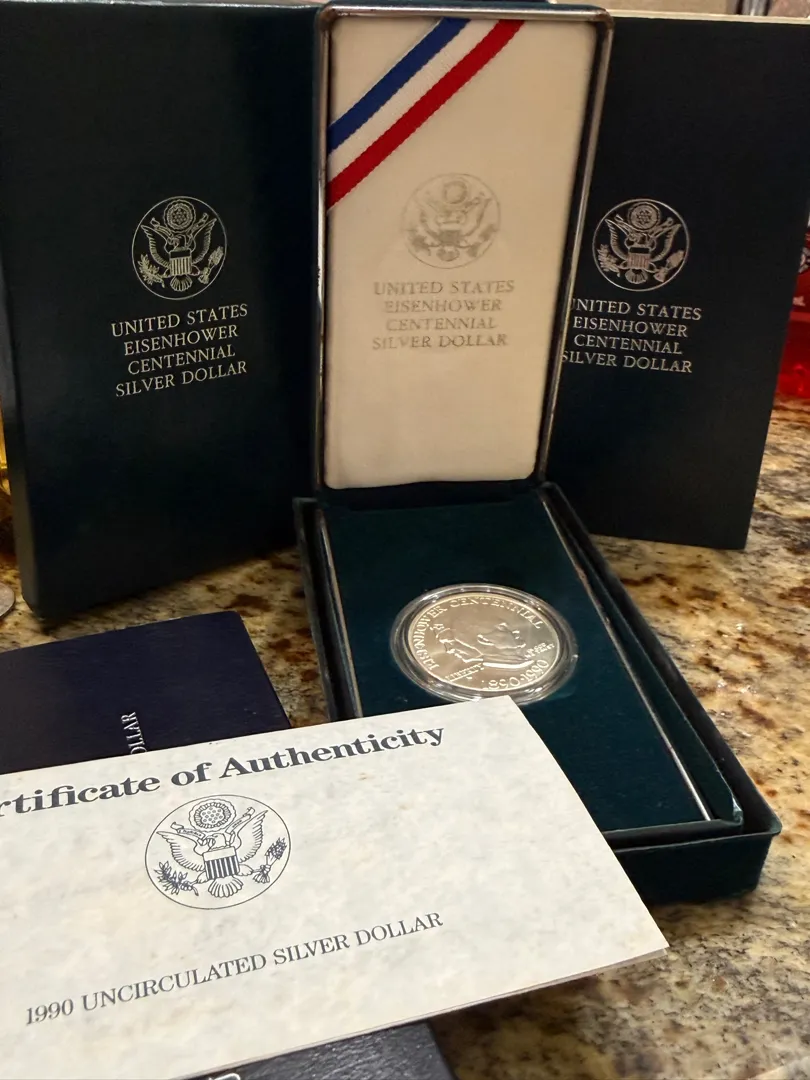 UNITED STATES
EISENHOWER
CENTENNIAL
SILVER DOLLAR
UNITED STATES
EISENHOWER
CENTENNIAL
SILVER DOLLAR
UNITED STATES
EISENHOWER
CENTENNIAL
SILVER DOLLAR
EISENHOWER CENTENNIAL
LIBERTY
1890-1990
OLLAR
rtificate of Authenticity
1990 UNCIRCULATED SILVER DOLLAR